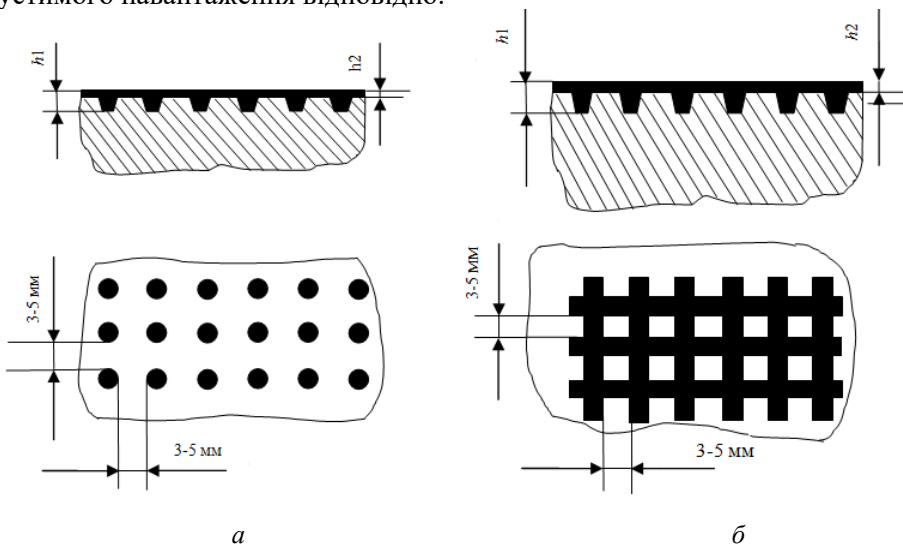 устимого навантаження відповідно.
h1
h2
h1
h2
3-5 мм
3-5 мм
3-5 мм
3-5 мм
а
б